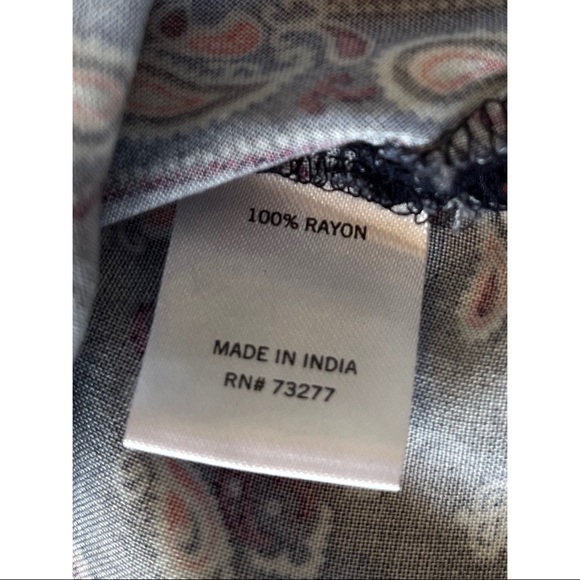 100% RAYON
MADE IN INDIA
RN# 73277